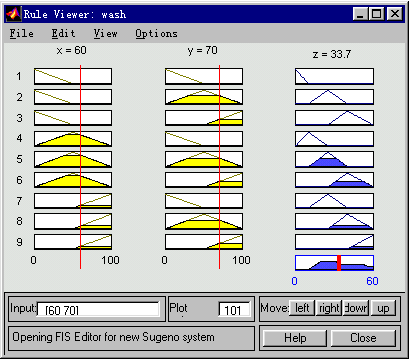 Rule Viewer: wash
File Edit View Options
x = 60 y = 70 z = 33.7
1
2
3
4
5
6
7
8
9
0 100 0 100
0 60
Input: [60 70] Plot 101 Move: left right down up
Opening FIS Editor for new Sugeno system Help Close